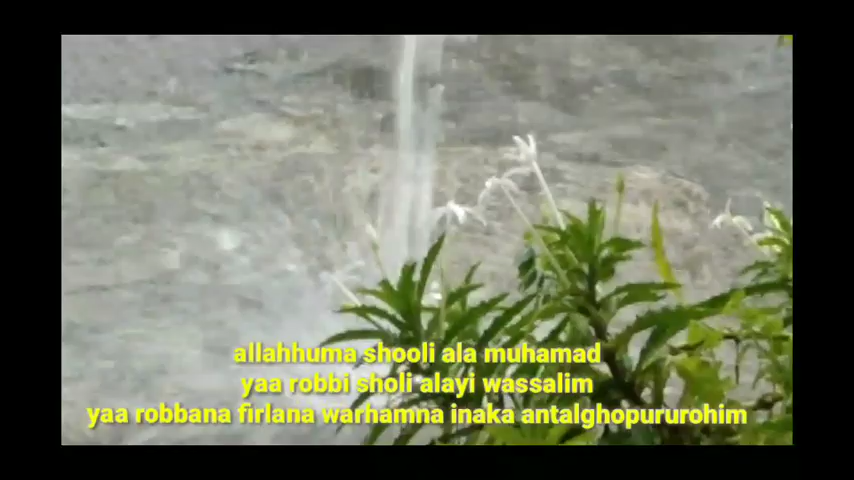 allahhuma shooli ala muhamad
yaa robbi sholi alayi wassalim
yaa robbana firlana warhamna inaka antalghopururohim